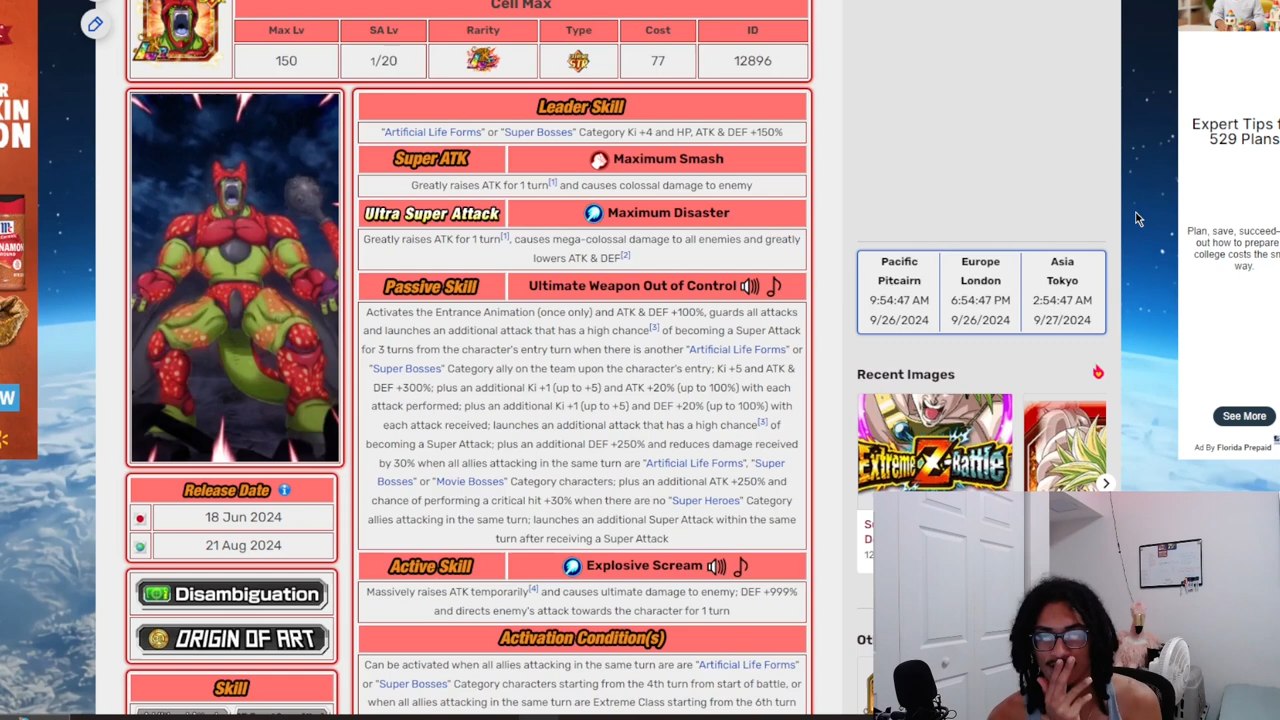 Cell Max
Max Lv SA Lv Rarity Type Cost ID
150 1/20 77 12896
Leader Skill
"Artificial Life Forms" or "Super Bosses" Category Ki +4 and HP, ATK & DEF +150%
Super ATK Maximum Smash
Greatly raises ATK for 1 turn[1] and causes colossal damage to enemy
Ultra Super Attack Maximum Disaster
Greatly raises ATK for 1 turn[1], causes mega-colossal damage to all enemies and greatly
lowers ATK & DEF[2]
Passive Skill Ultimate Weapon Out of Control
Activates the Entrance Animation (once only) and ATK & DEF +100%, guards all attacks
and launches an additional attack that has a high chance[3] of becoming a Super Attack
for 3 turns from the character's entry turn when there is another "Artificial Life Forms" or
"Super Bosses" Category ally on the team upon the character's entry; Ki +5 and ATK &
DEF +300%; plus an additional Ki +1 (up to +5) and ATK +20% (up to 100%) with each
attack performed; plus an additional Ki +1 (up to +5) and DEF +20% (up to 100%) with
each attack received; launches an additional attack that has a high chance[3] of
becoming a Super Attack; plus an additional DEF +250% and reduces damage received
by 30% when all allies attacking in the same turn are "Artificial Life Forms", "Super
Bosses" or "Movie Bosses" Category characters; plus an additional ATK +250% and
chance of performing a critical hit +30% when there are no "Super Heroes" Category
allies attacking in the same turn; launches an additional Super Attack within the same
turn after receiving a Super Attack
Active Skill Explosive Scream
Massively raises ATK temporarily[4] and causes ultimate damage to enemy; DEF +999%
and directs enemy's attack towards the character for 1 turn
Activation Condition(s)
Can be activated when all allies attacking in the same turn are are "Artificial Life Forms"
or "Super Bosses" Category characters starting from the 4th turn from start of battle, or
when all allies attacking in the same turn are Extreme Class starting from the 6th turn
Release Date
18 Jun 2024
21 Aug 2024
Disambiguation
ORIGIN OF ART
Skill
Pacific Europe Asia
Pitcairn London Tokyo
9:54:47 AM 6:54:47 PM 2:54:47 AM
9/26/2024 9/26/2024 9/27/2024
Recent Images
Extreme Z-Battle
Expert Tips
529 Plans
Plan, save, succeed—
out how to prepare
college costs the
way.
See More
Ad By Florida Prepaid